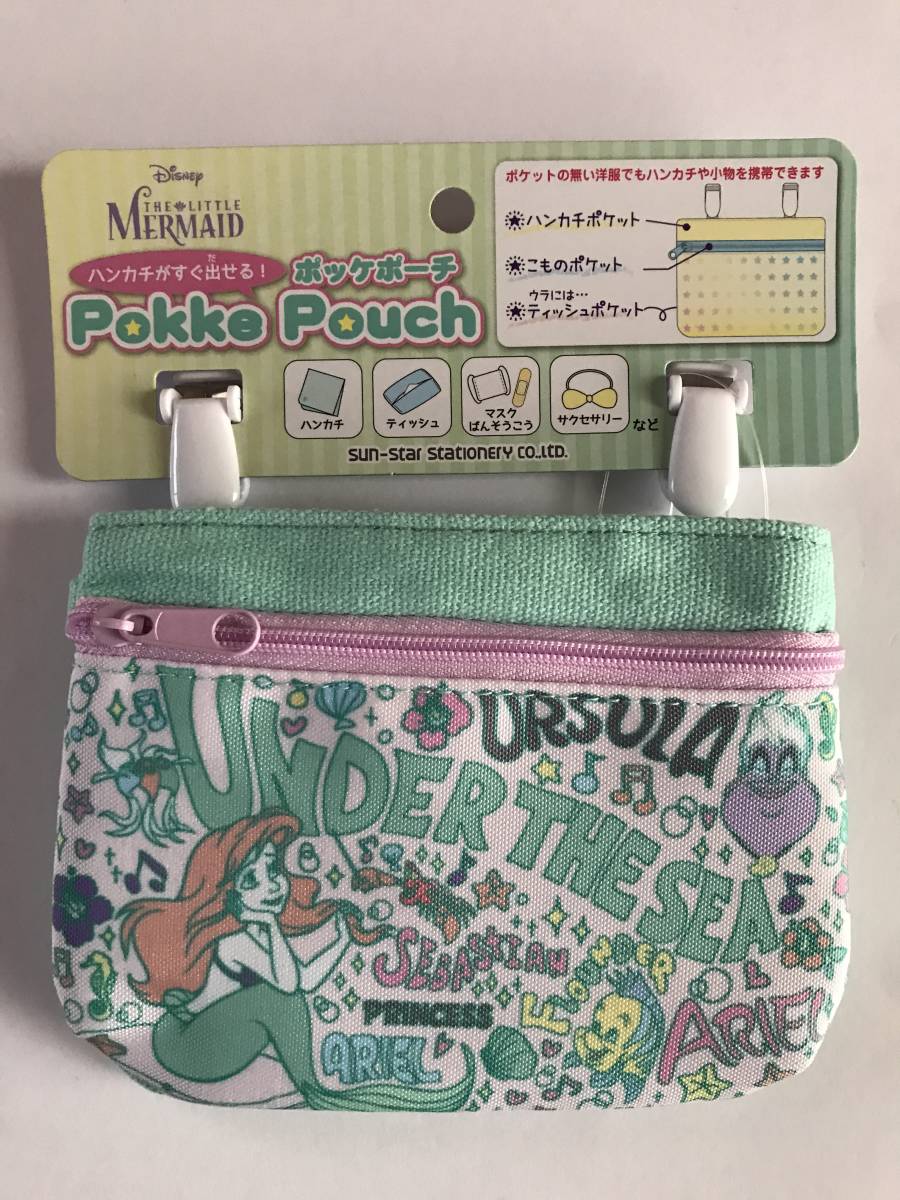 Disney
THE LITTLE
MERMAID
ハンカチがすぐ出せる!
だ
ポッケポーチ
Pokke Pouch
ポケットの無い洋服でもハンカチや小物を携帯できます
ハンカチポケット
こものポケット
ウラには…
ティッシュポケット
ハンカチ
ティッシュ
マスク
ばんそうこう
サクセサリー
など
SUN-STAR STATIONERY CO.,LTD.
UNDER THE SEA
URSULA
SEBASTIAN
FLOUNDER
PRINCESS
ARIEL
ARIEL